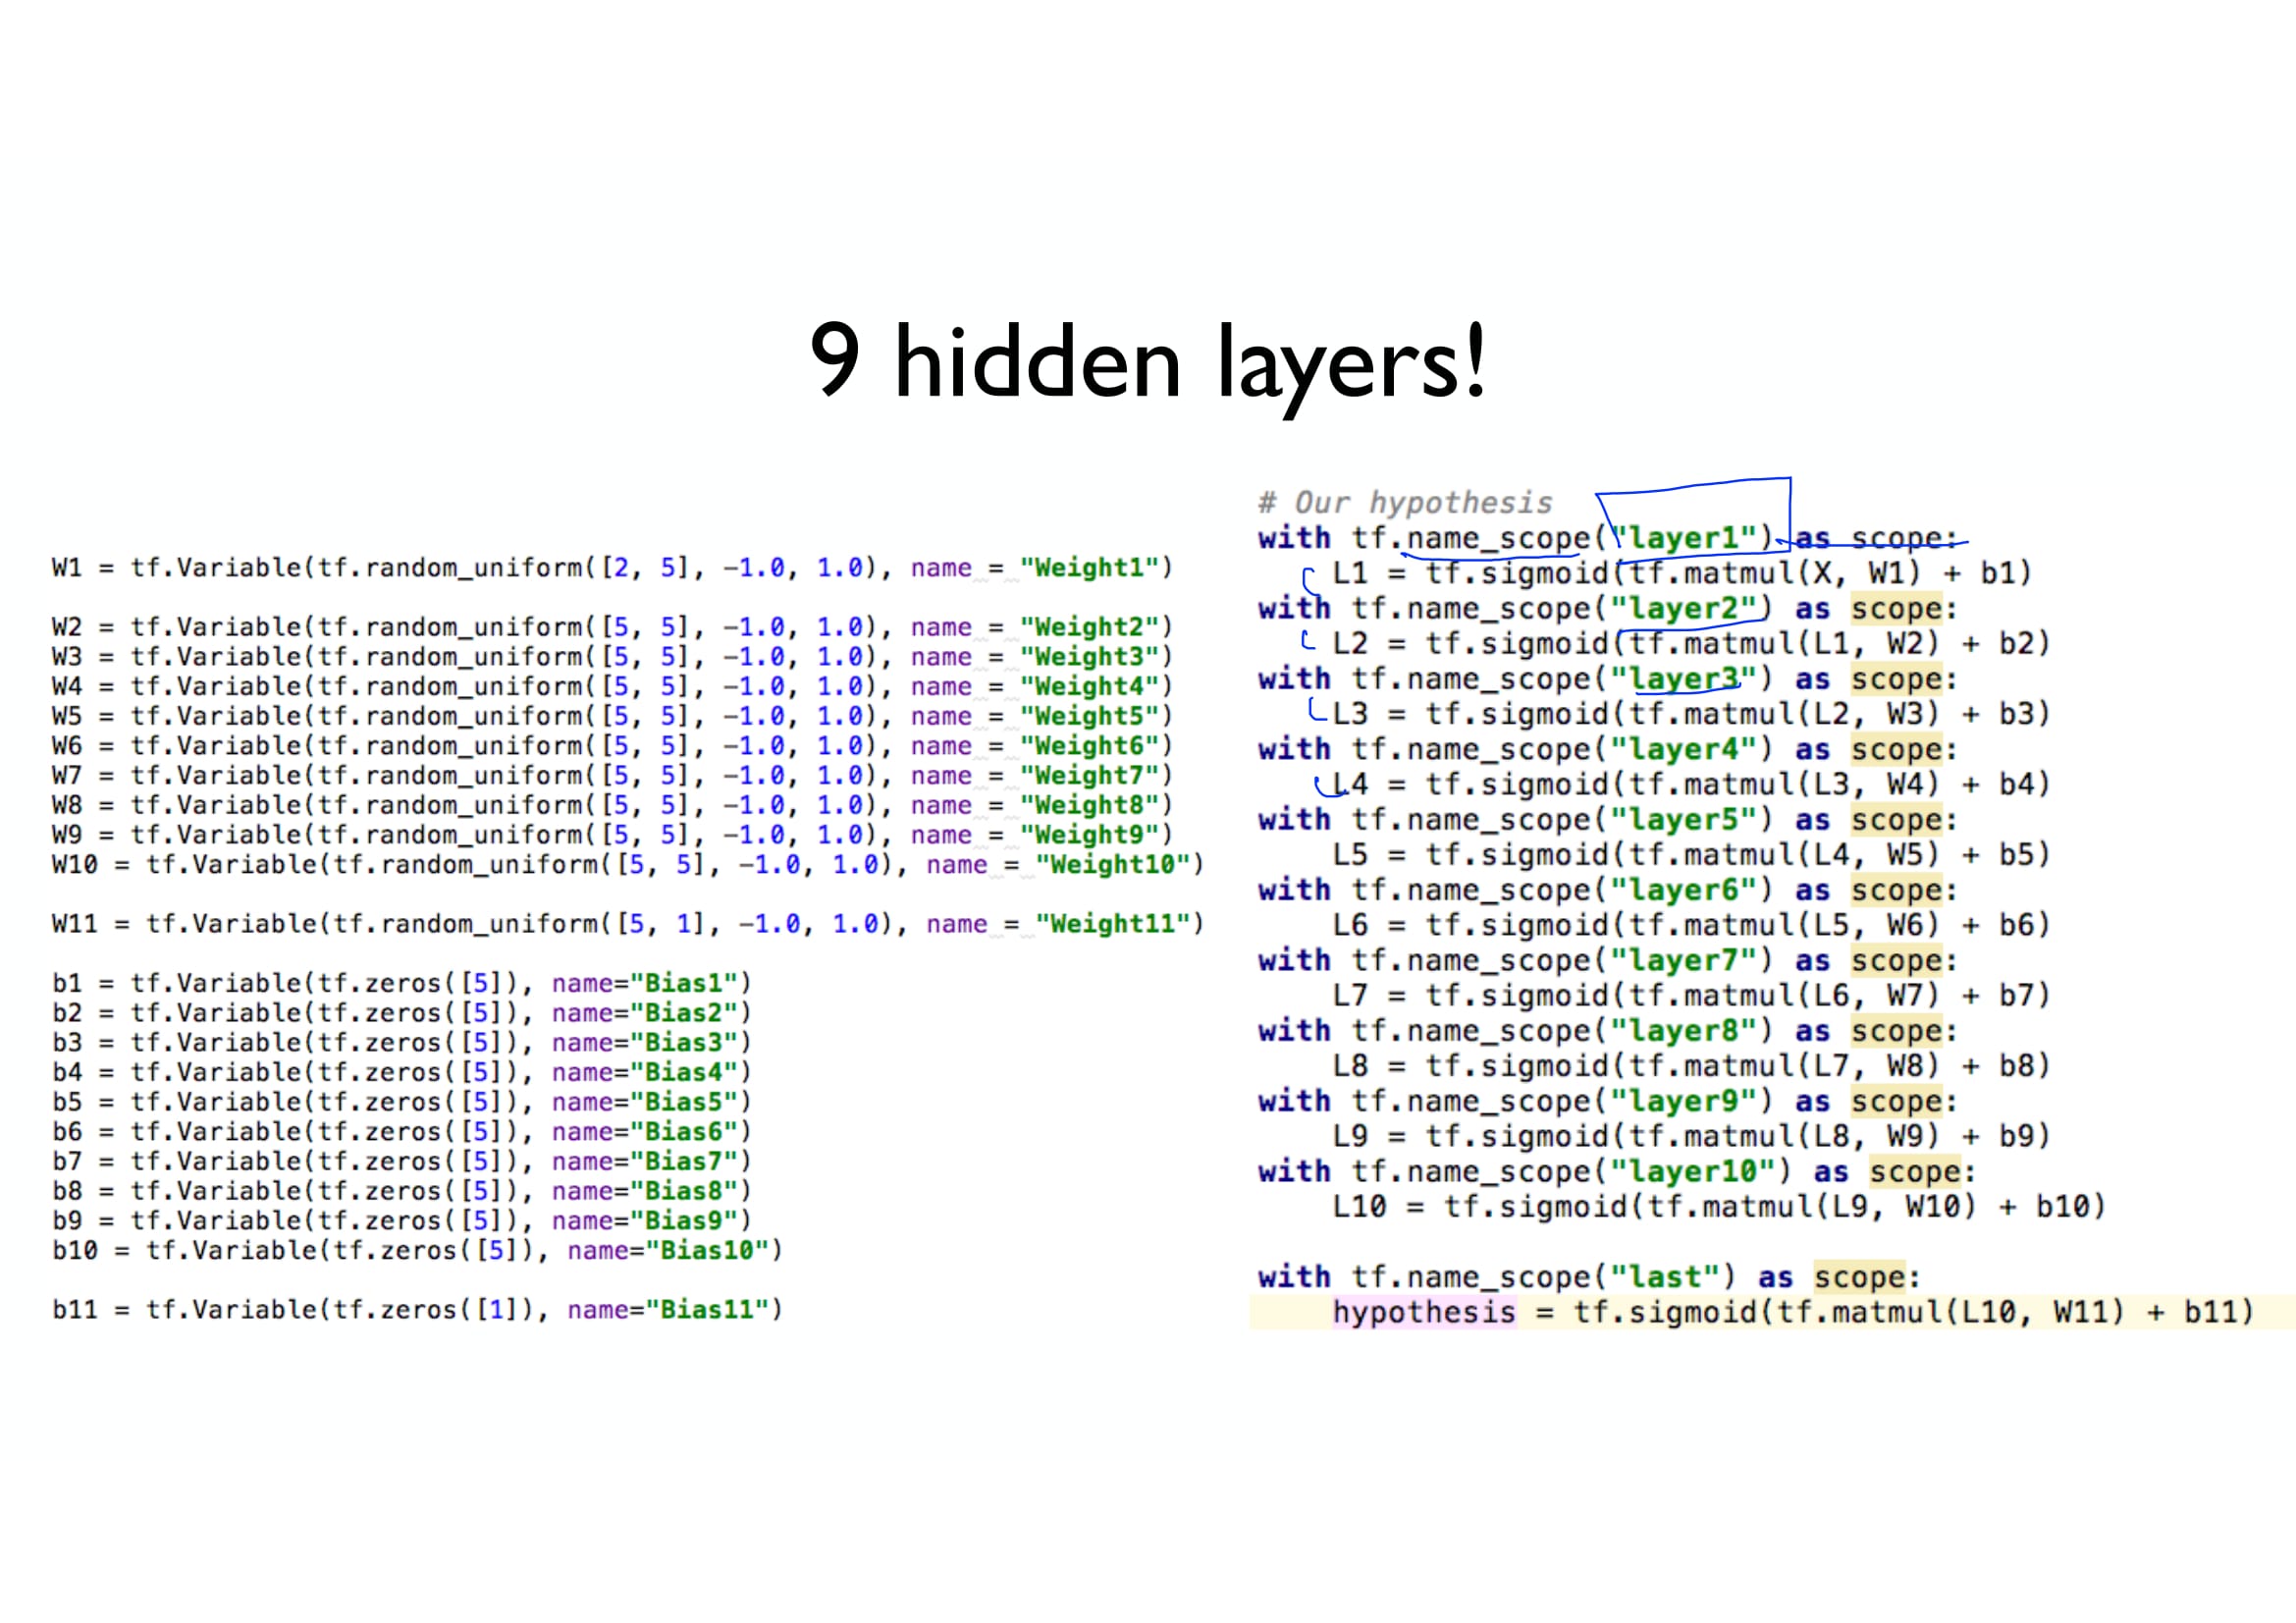 9 hidden layers!
W1 = tf.Variable(tf.random_uniform([2, 5], -1.0, 1.0), name = "Weight1")
W2 = tf.Variable(tf.random_uniform([5, 5], -1.0, 1.0), name = "Weight2")
W3 = tf.Variable(tf.random_uniform([5, 5], -1.0, 1.0), name = "Weight3")
W4 = tf.Variable(tf.random_uniform([5, 5], -1.0, 1.0), name = "Weight4")
W5 = tf.Variable(tf.random_uniform([5, 5], -1.0, 1.0), name = "Weight5")
W6 = tf.Variable(tf.random_uniform([5, 5], -1.0, 1.0), name = "Weight6")
W7 = tf.Variable(tf.random_uniform([5, 5], -1.0, 1.0), name = "Weight7")
W8 = tf.Variable(tf.random_uniform([5, 5], -1.0, 1.0), name = "Weight8")
W9 = tf.Variable(tf.random_uniform([5, 5], -1.0, 1.0), name = "Weight9")
W10 = tf.Variable(tf.random_uniform([5, 5], -1.0, 1.0), name = "Weight10")
W11 = tf.Variable(tf.random_uniform([5, 1], -1.0, 1.0), name = "Weight11")
b1 = tf.Variable(tf.zeros([5]), name="Bias1")
b2 = tf.Variable(tf.zeros([5]), name="Bias2")
b3 = tf.Variable(tf.zeros([5]), name="Bias3")
b4 = tf.Variable(tf.zeros([5]), name="Bias4")
b5 = tf.Variable(tf.zeros([5]), name="Bias5")
b6 = tf.Variable(tf.zeros([5]), name="Bias6")
b7 = tf.Variable(tf.zeros([5]), name="Bias7")
b8 = tf.Variable(tf.zeros([5]), name="Bias8")
b9 = tf.Variable(tf.zeros([5]), name="Bias9")
b10 = tf.Variable(tf.zeros([5]), name="Bias10")
b11 = tf.Variable(tf.zeros([1]), name="Bias11")
# Our hypothesis
with tf.name_scope("layer1") as scope:
L1 = tf.sigmoid(tf.matmul(X, W1) + b1)
with tf.name_scope("layer2") as scope:
L2 = tf.sigmoid(tf.matmul(L1, W2) + b2)
with tf.name_scope("layer3") as scope:
L3 = tf.sigmoid(tf.matmul(L2, W3) + b3)
with tf.name_scope("layer4") as scope:
L4 = tf.sigmoid(tf.matmul(L3, W4) + b4)
with tf.name_scope("layer5") as scope:
L5 = tf.sigmoid(tf.matmul(L4, W5) + b5)
with tf.name_scope("layer6") as scope:
L6 = tf.sigmoid(tf.matmul(L5, W6) + b6)
with tf.name_scope("layer7") as scope:
L7 = tf.sigmoid(tf.matmul(L6, W7) + b7)
with tf.name_scope("layer8") as scope:
L8 = tf.sigmoid(tf.matmul(L7, W8) + b8)
with tf.name_scope("layer9") as scope:
L9 = tf.sigmoid(tf.matmul(L8, W9) + b9)
with tf.name_scope("layer10") as scope:
L10 = tf.sigmoid(tf.matmul(L9, W10) + b10)
with tf.name_scope("last") as scope:
hypothesis = tf.sigmoid(tf.matmul(L10, W11) + b11)